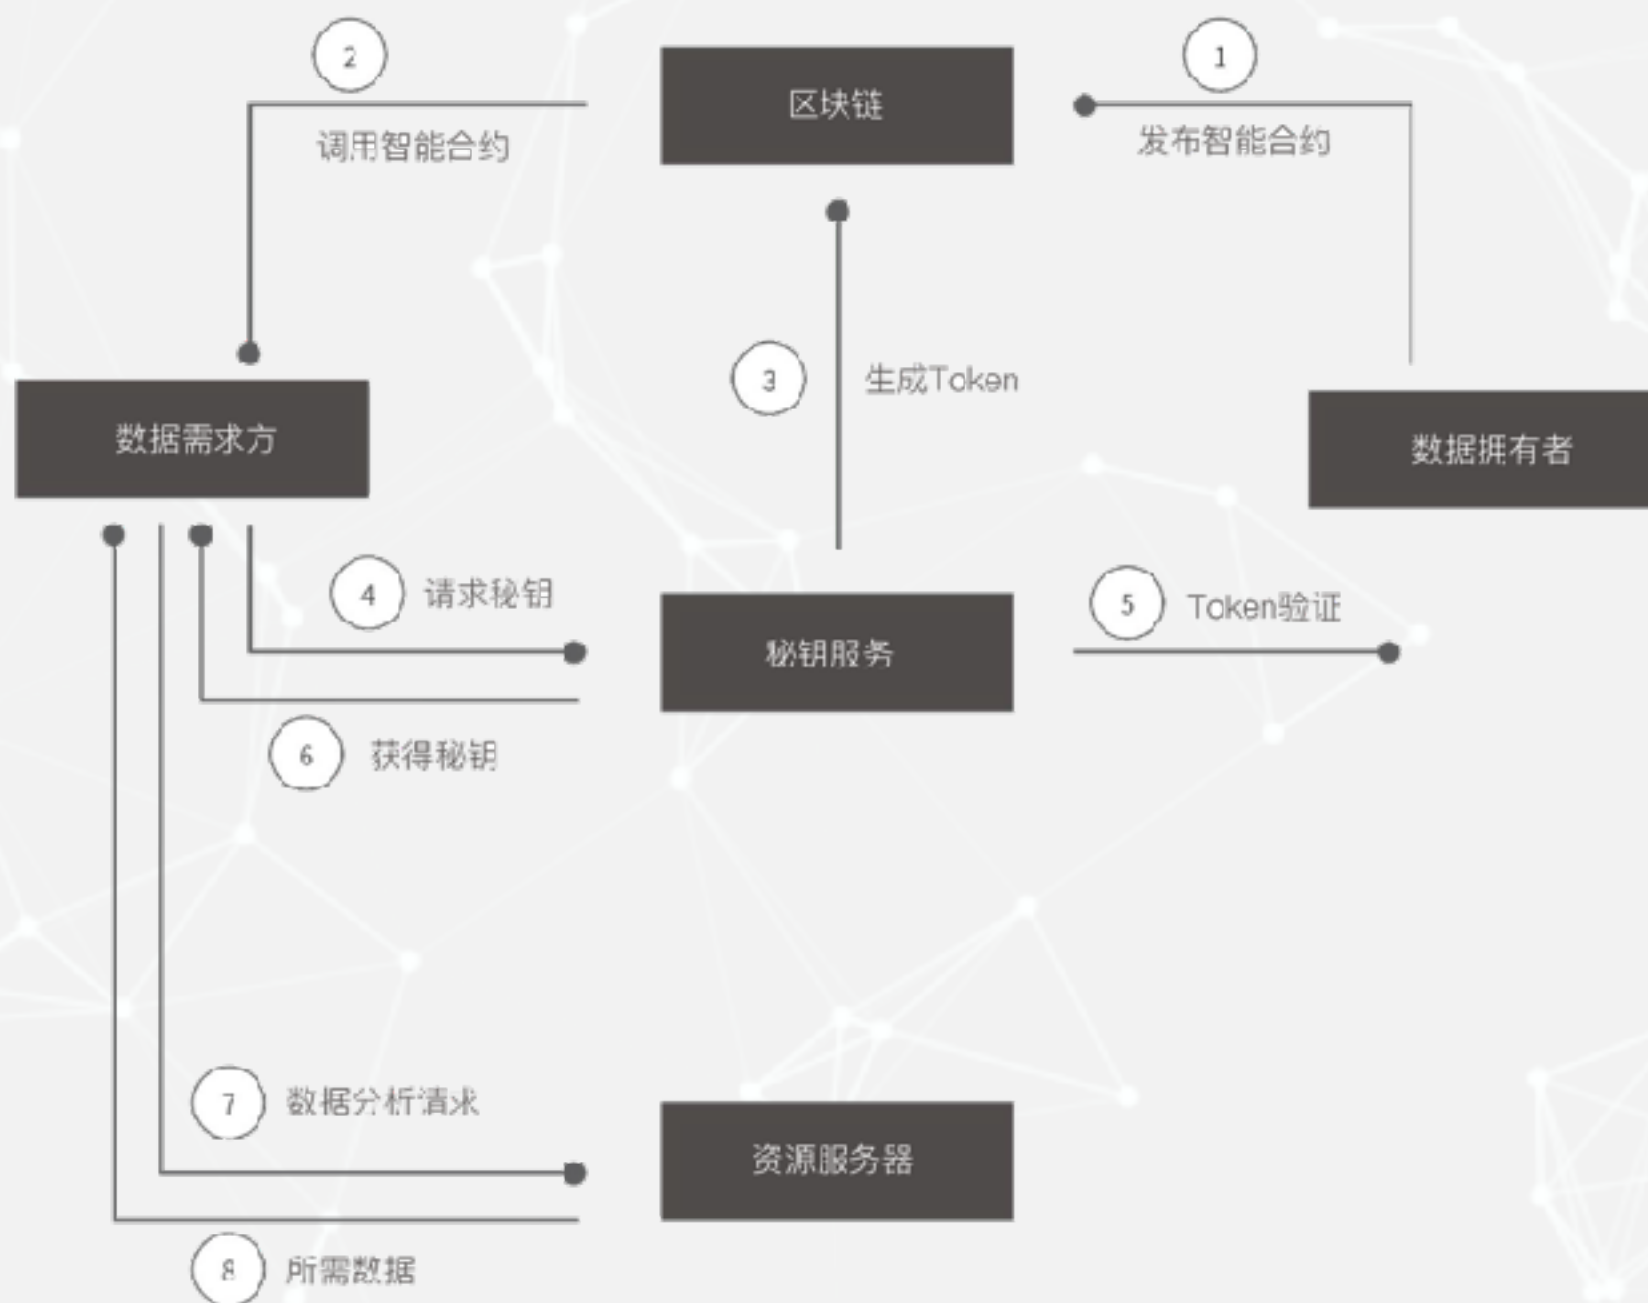 2
区块链
1
调用智能合约
发布智能合约
3
生成Token
数据需求方
数据拥有者
4
请求秘钥
5
Token验证
秘钥服务
6
获得秘钥
7
数据分析请求
资源服务器
8
所需数据